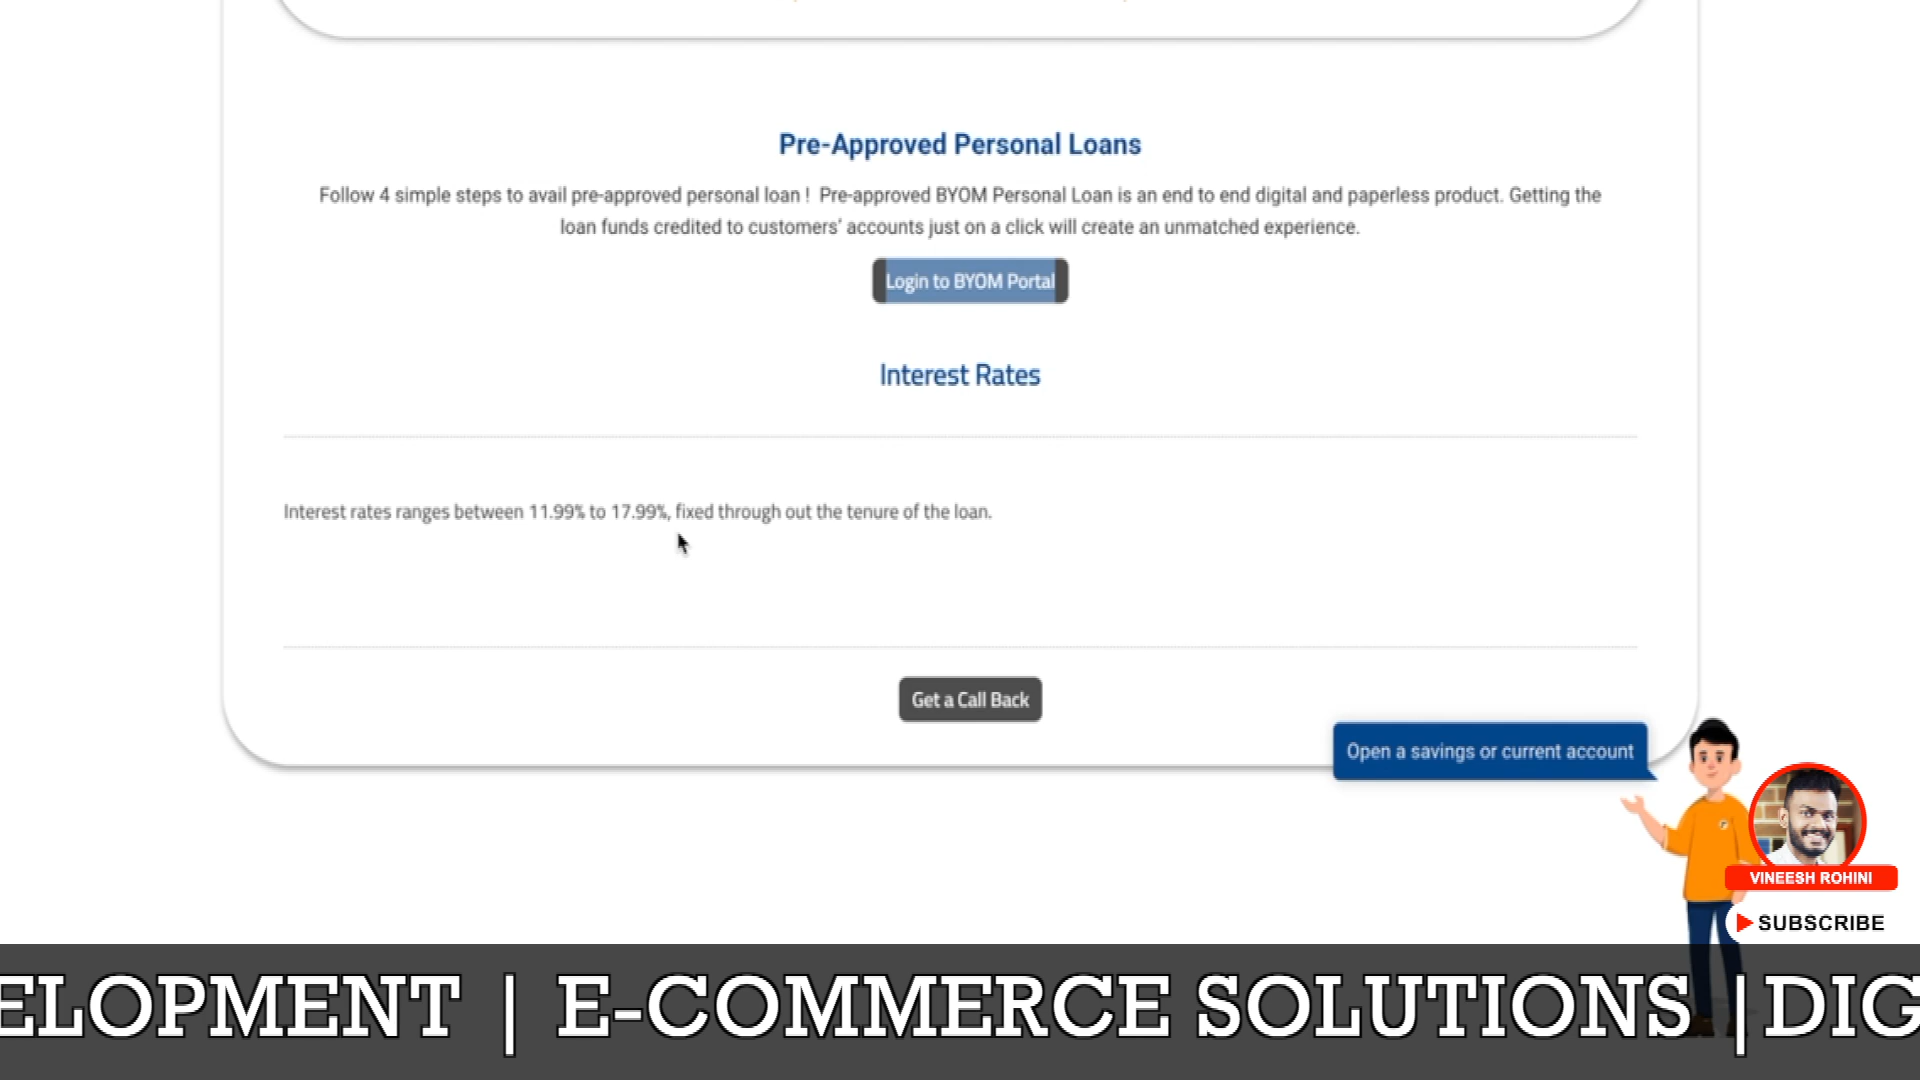 Pre-Approved Personal Loans
Follow 4 simple steps to avail pre-approved personal loan !  Pre-approved BYOM Personal Loan is an end to end digital and paperless product. Getting the
loan funds credited to customers' accounts just on a click will create an unmatched experience.
Login to BYOM Portal
Interest Rates
Interest rates ranges between 11.99% to 17.99%, fixed through out the tenure of the loan.
Get a Call Back
Open a savings or current account
VINEESH ROHINI
SUBSCRIBE
ELOPMENT | E-COMMERCE SOLUTIONS | DIG